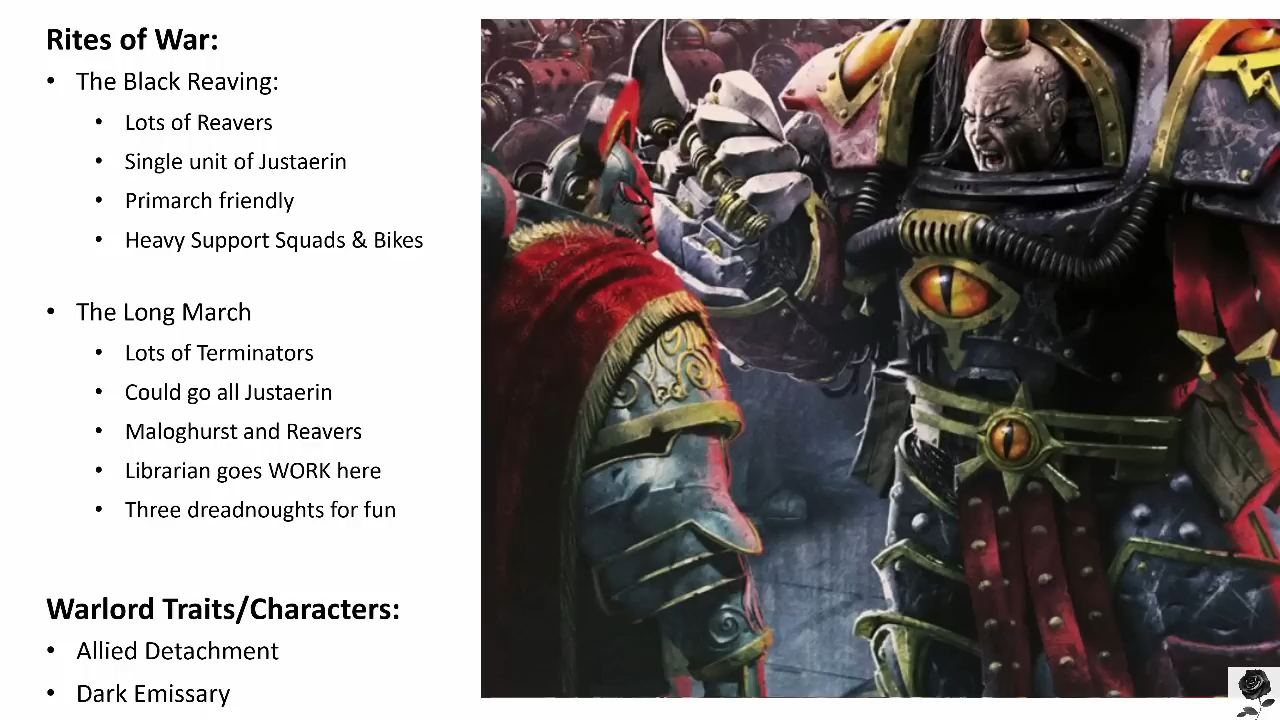 Rites of War:
• The Black Reaving:
• Lots of Reavers
• Single unit of Justaerin
• Primarch friendly
• Heavy Support Squads & Bikes
• The Long March
• Lots of Terminators
• Could go all Justaerin
• Maloghurst and Reavers
• Librarian goes WORK here
• Three dreadnoughts for fun
Warlord Traits/Characters:
• Allied Detachment
• Dark Emissary